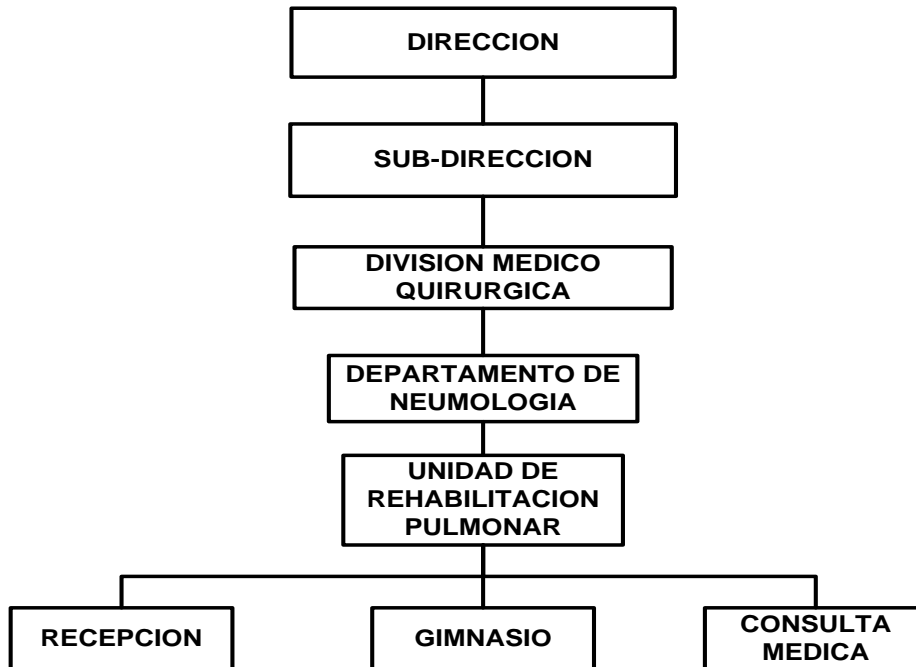 DIRECCION
SUB-DIRECCION
DIVISION MEDICO
QUIRURGICA
DEPARTAMENTO DE
NEUMOLOGIA
UNIDAD DE
REHABILITACION
PULMONAR
RECEPCION
GIMNASIO
CONSULTA
MEDICA